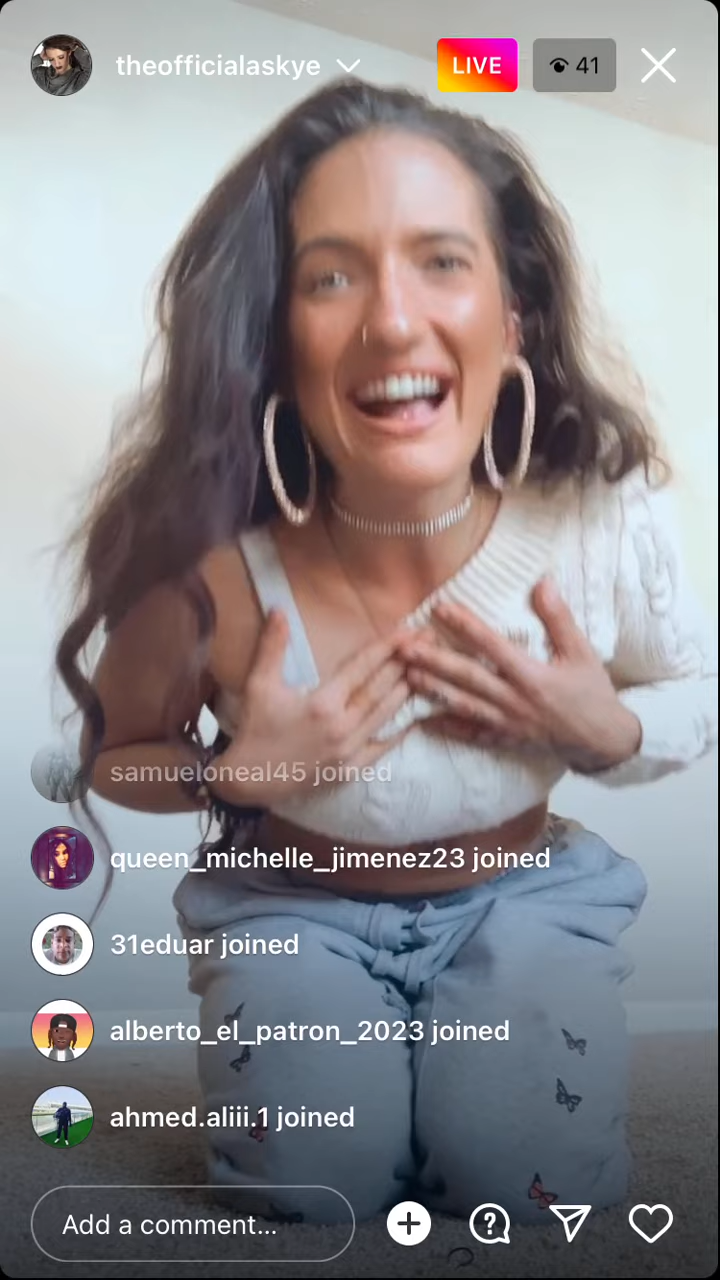 theofficialaskye
LIVE
41
samueloneal45 joined
queen_michelle_jimenez23 joined
31eduar joined
alberto_el_patron_2023 joined
ahmed.aliii.1 joined
Add a comment...